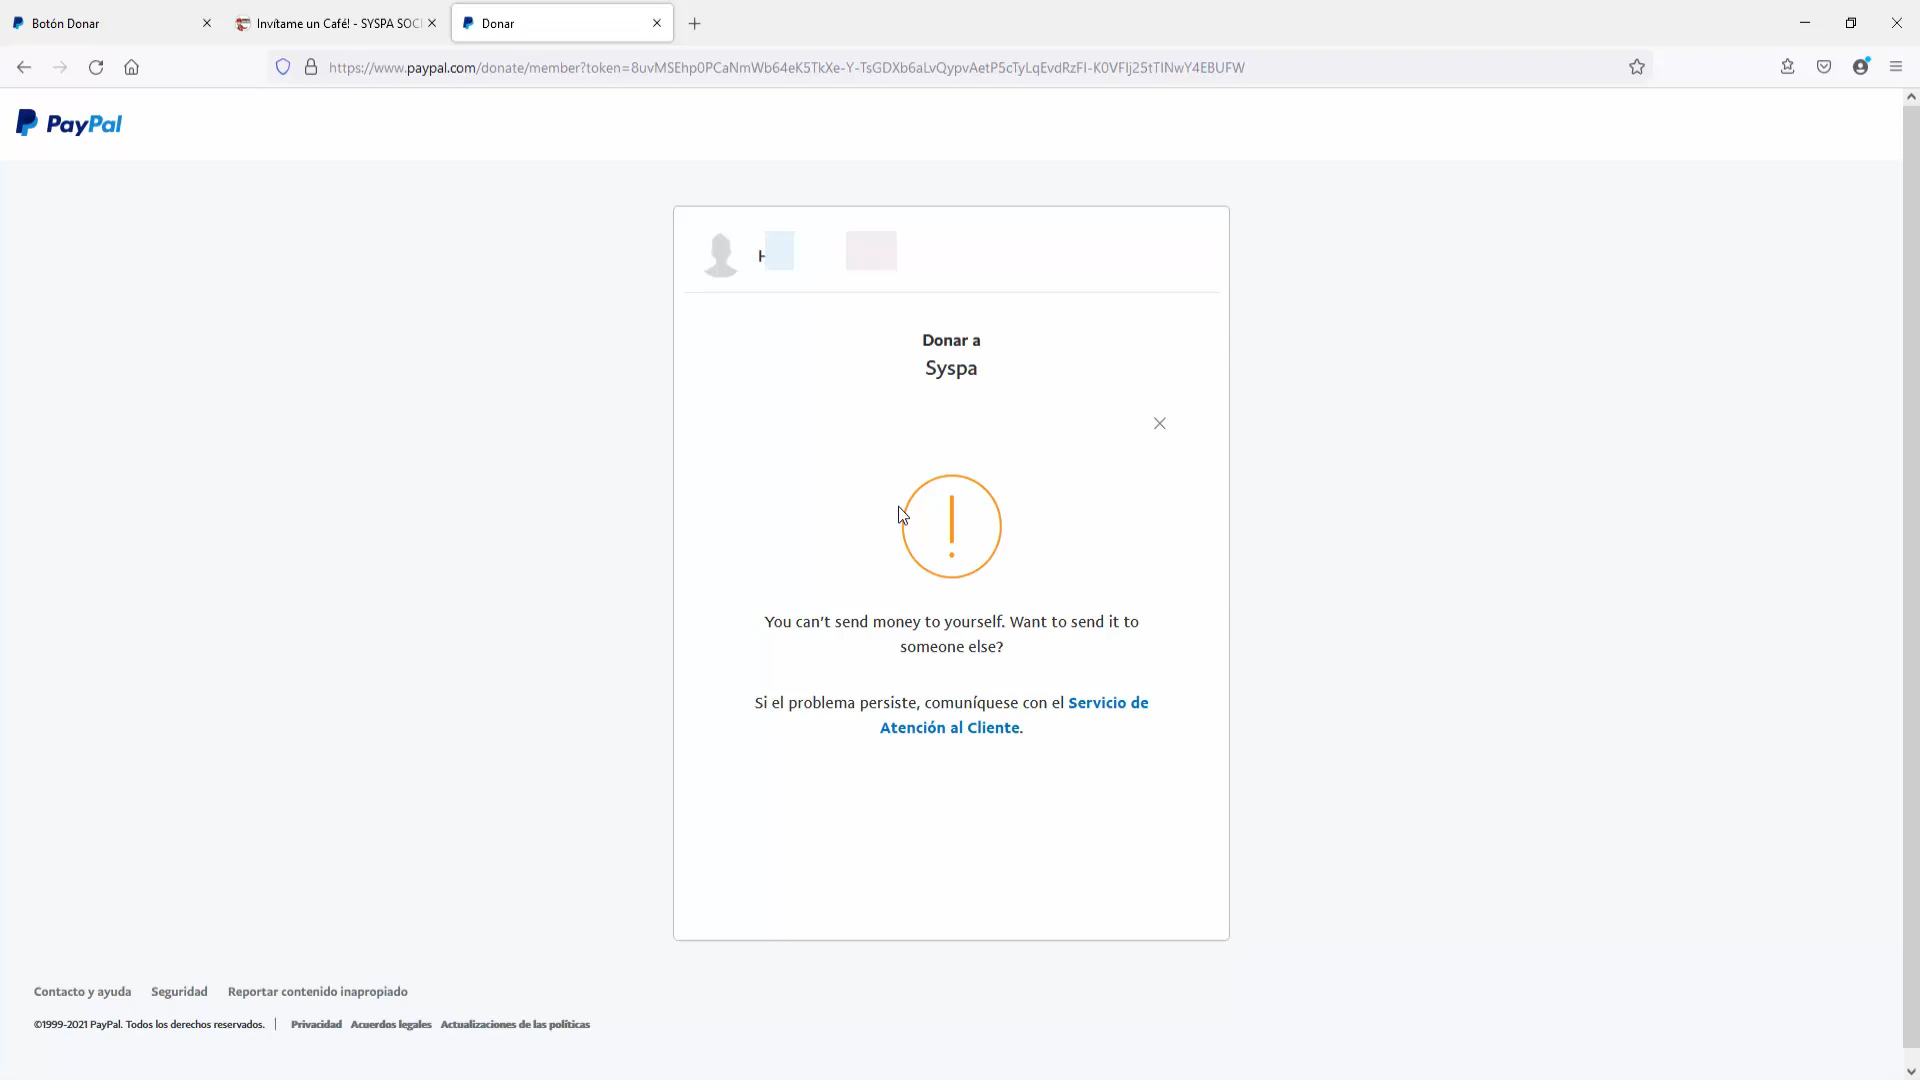 Botón Donar
Invítame un Café! - SYSPA SOCI
Donar
https://www.paypal.com/donate/member?token=8uvMSEhp0PCaNmWb64eK5TkXe-Y-TsGDXb6aLvQypvAetP5cTyLqEvdRzFI-K0VFIj25tTINwY4EBUFW
PayPal
H
Donar a
Syspa
You can't send money to yourself. Want to send it to
someone else?
Si el problema persiste, comuníquese con el Servicio de
Atención al Cliente.
Contacto y ayuda Seguridad Reportar contenido inapropiado
©1999-2021 PayPal. Todos los derechos reservados. | Privacidad Acuerdos legales Actualizaciones de las políticas